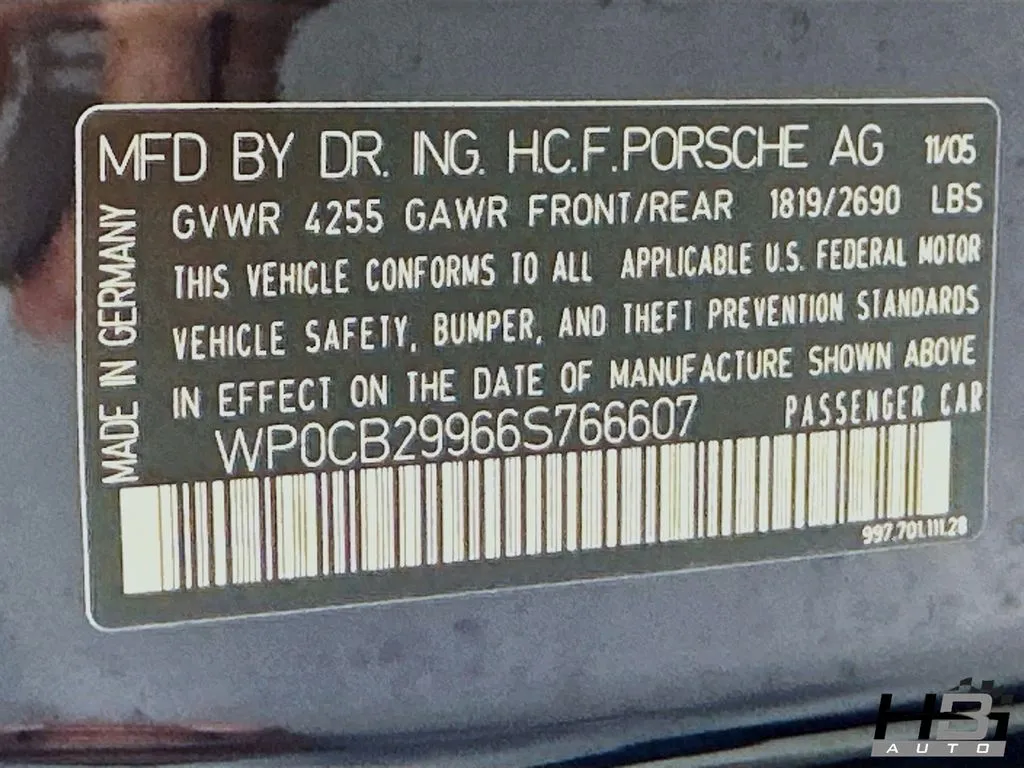 MFD BY DR. ING. H.C.F. PORSCHE AG 11/05
GVWR 4255 GAWR FRONT/REAR 1819/2690 LBS
THIS VEHICLE CONFORMS TO ALL APPLICABLE U.S. FEDERAL MOTOR
VEHICLE SAFETY, BUMPER, AND THEFT PREVENTION STANDARDS
IN EFFECT ON THE DATE OF MANUFACTURE SHOWN ABOVE
WP0CB29966S766607 PASSENGER CAR
997.701.111.28
MADE IN GERMANY
HBI
AUTO